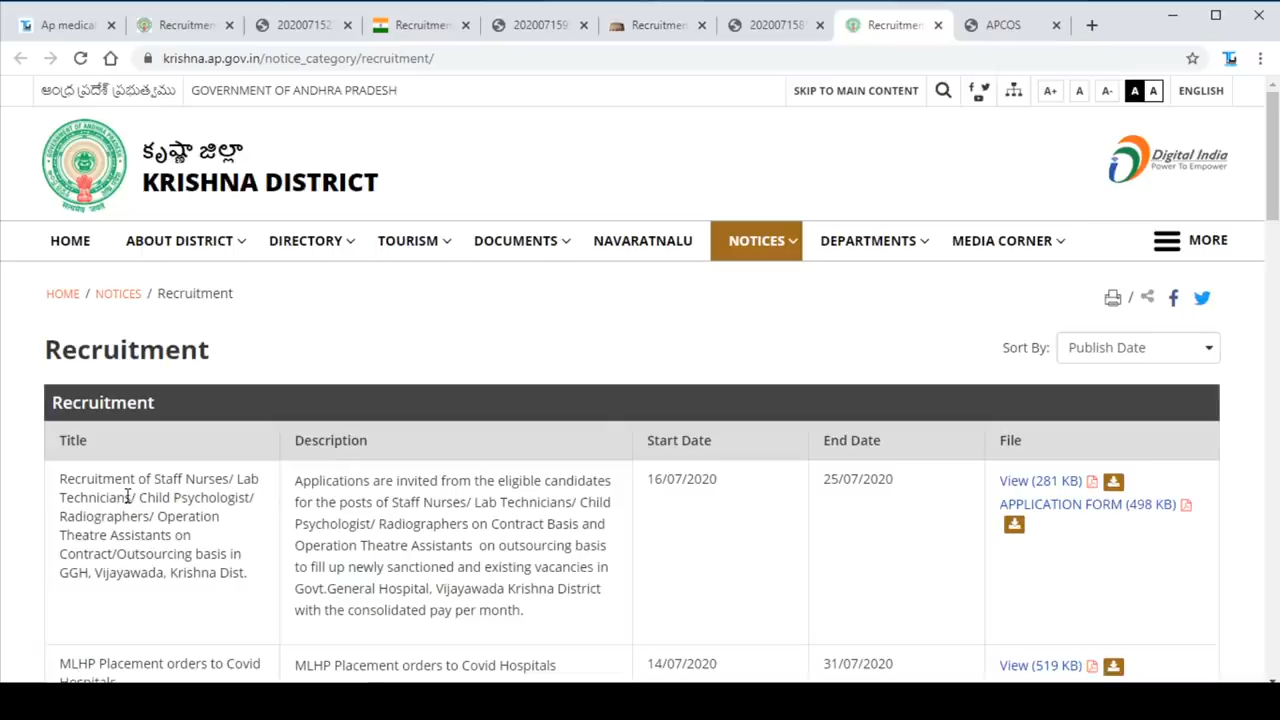 Ap medical
Recruitmen
202007152
Recruitmen
202007159
Recruitmen
202007158
Recruitmen
APCOS
krishna.ap.gov.in/notice_category/recruitment/
ఆంధ్ర ప్రదేశ్ ప్రభుత్వము GOVERNMENT OF ANDHRA PRADESH SKIP TO MAIN CONTENT A+ A A- A A ENGLISH
కృష్ణా జిల్లా
KRISHNA DISTRICT
Digital India
Power To Empower
HOME ABOUT DISTRICT DIRECTORY TOURISM DOCUMENTS NAVARATNALU NOTICES DEPARTMENTS MEDIA CORNER MORE
HOME / NOTICES / Recruitment
Recruitment
Sort By: Publish Date
Recruitment
Title Description Start Date End Date File
Recruitment of Staff Nurses/ Lab
Technicians/ Child Psychologist/
Radiographers/ Operation
Theatre Assistants on
Contract/Outsourcing basis in
GGH, Vijayawada, Krishna Dist.
Applications are invited from the eligible candidates
for the posts of Staff Nurses/ Lab Technicians/ Child
Psychologist/ Radiographers on Contract Basis and
Operation Theatre Assistants on outsourcing basis
to fill up newly sanctioned and existing vacancies in
Govt.General Hospital, Vijayawada Krishna District
with the consolidated pay per month.
16/07/2020
25/07/2020
View (281 KB)
APPLICATION FORM (498 KB)
MLHP Placement orders to Covid
Hospitals
MLHP Placement orders to Covid Hospitals
14/07/2020
31/07/2020
View (519 KB)